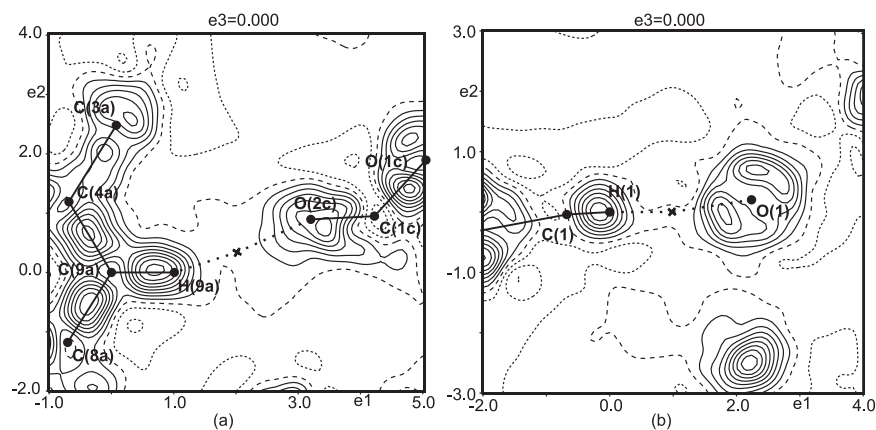 e3=0.000
4.0
e2
2.0
0.0
-2.0
-1.0
1.0
3.0
e1
5.0
C(3a)
C(4a)
C(9a)
H(9a)
C(8a)
O(2c)
O(1c)
C(1c)
(a)
e3=0.000
3.0
e2
1.0
-1.0
-3.0
-2.0
0.0
2.0
e1
4.0
H(1)
C(1)
O(1)
(b)